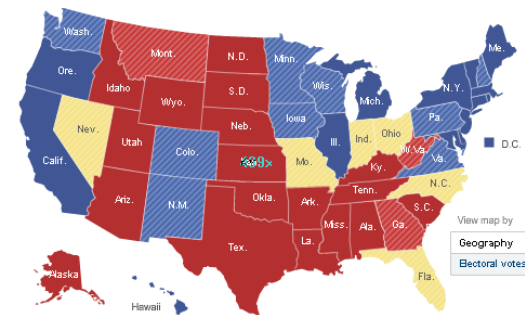 Wash.
Mont.
N.D.
Minn.
Me.
Ore.
Idaho
S.D.
Wis.
Mich.
N.Y.
Wyo.
Iowa
Pa.
Nev.
Neb.
Ill.
Ind.
Ohio
D.C.
Utah
Colo.
Mo.
W.Va.
Va.
Calif.
Ky.
N.C.
Ariz.
N.M.
Okla.
Ark.
Tenn.
S.C.
Miss.
Ala.
Ga.
View map by
Tex.
La.
Geography
Alaska
Fla.
Electoral votes
Hawaii